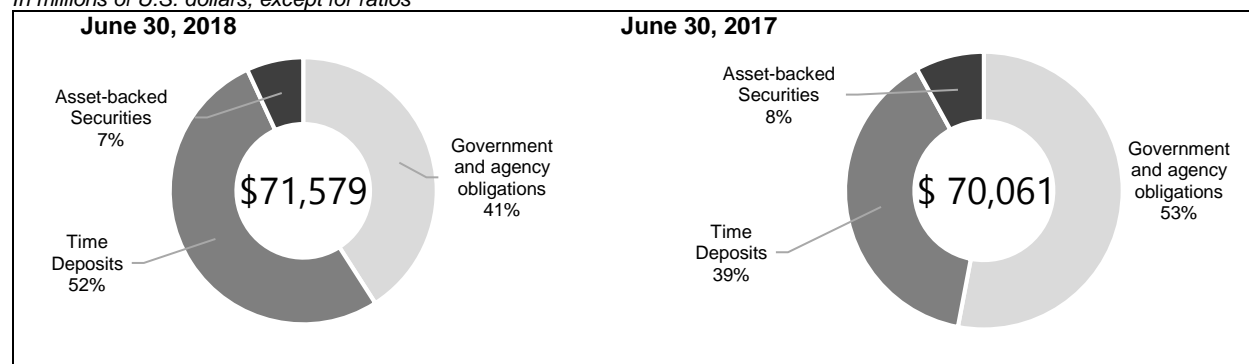 In millions of U.S. dollars, except for ratios
June 30, 2018
Asset-backed
Securities
7%
Government
and agency
obligations
41%
$71,579
Time
Deposits
52%
June 30, 2017
Asset-backed
Securities
8%
Government
and agency
obligations
53%
$ 70,061
Time
Deposits
39%